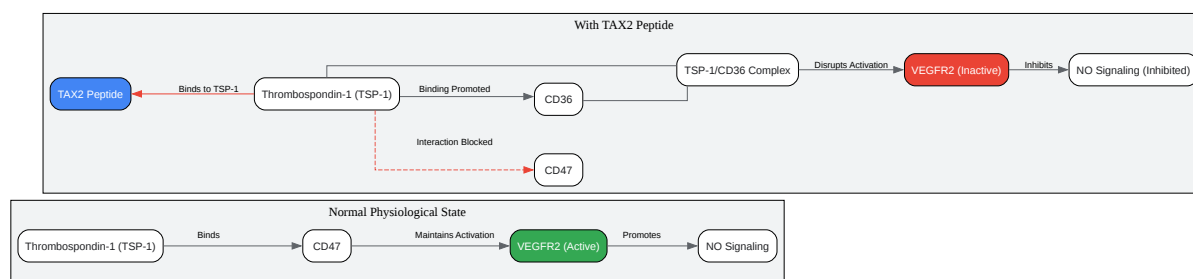 With TAX2 Peptide
TAX2 Peptide
Binds to TSP-1
Thrombospondin-1 (TSP-1)
Binding Promoted
CD36
TSP-1/CD36 Complex
Disrupts Activation
VEGFR2 (Inactive)
Inhibits
NO Signaling (Inhibited)
Interaction Blocked
CD47
Normal Physiological State
Thrombospondin-1 (TSP-1)
Binds
CD47
Maintains Activation
VEGFR2 (Active)
Promotes
NO Signaling